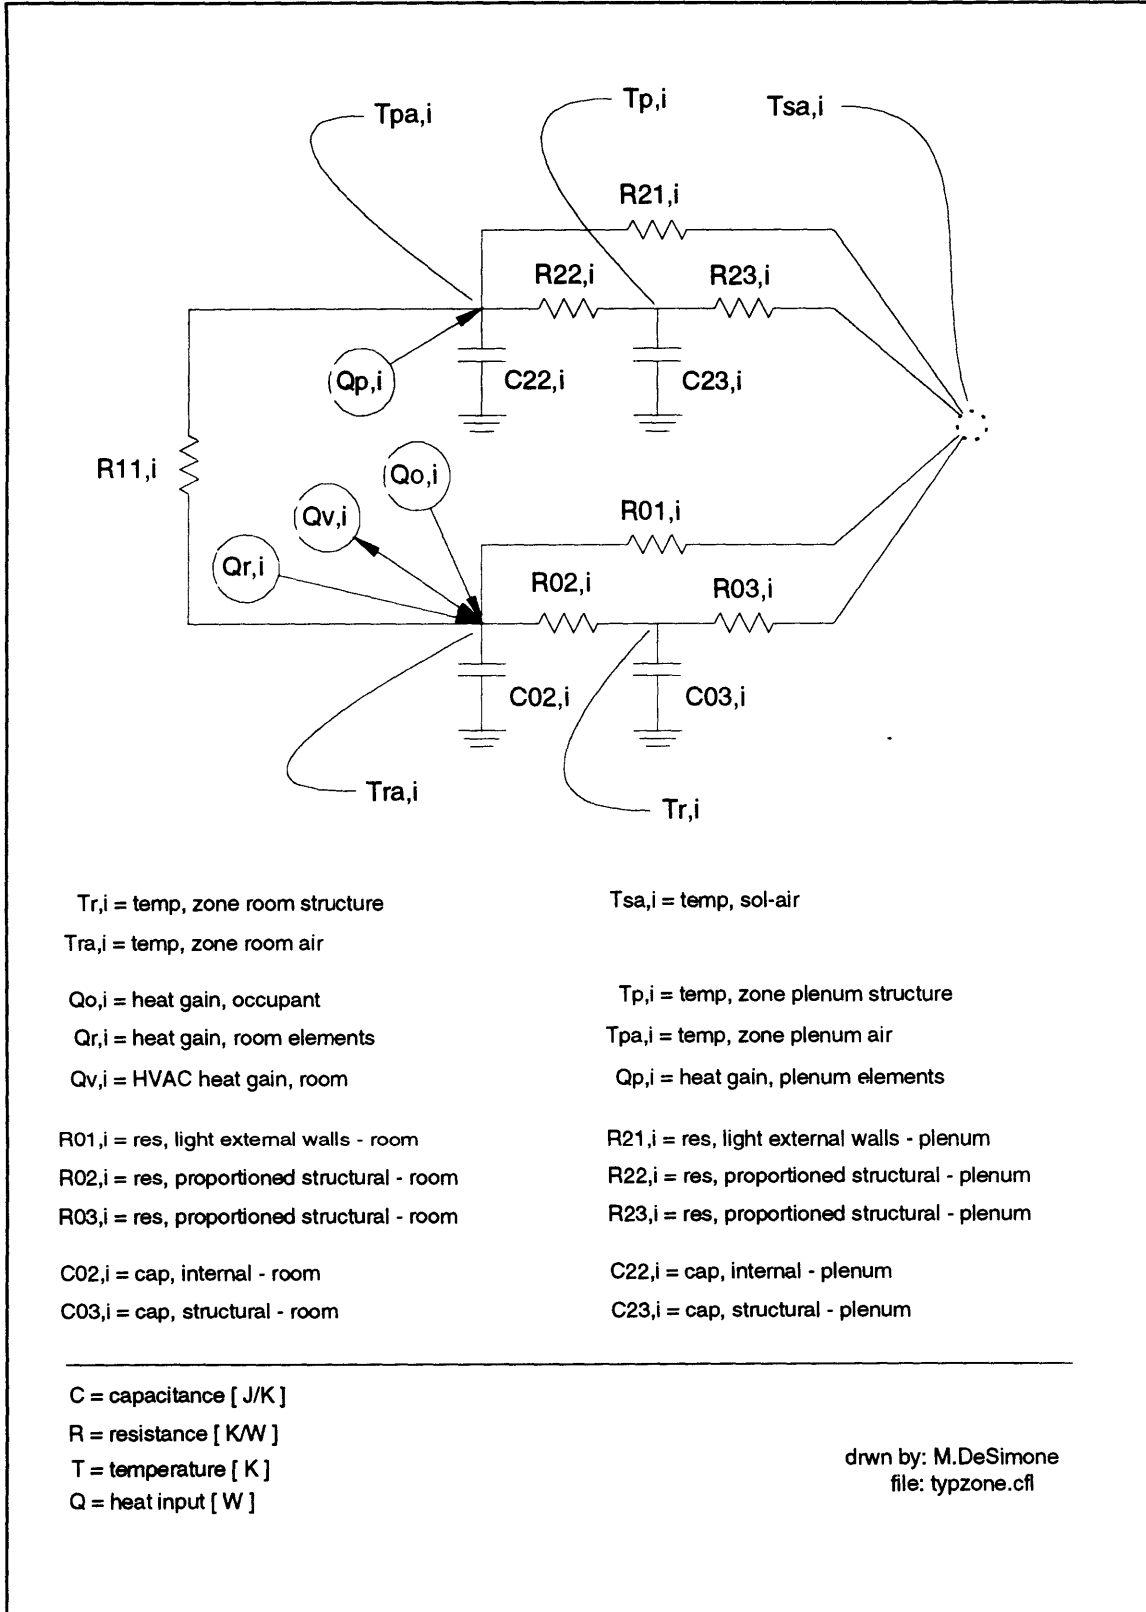 Tpa,i
Tp,i
Tsa,i
R21,i
R22,i
R23,i
Qp,i
C22,i
C23,i
R11,i
Qo,i
Qv,i
R01,i
Qr,i
R02,i
R03,i
C02,i
C03,i
Tra,i
Tr,i
Tr,i = temp, zone room structure
Tsa,i = temp, sol-air
Tra,i = temp, zone room air
Qo,i = heat gain, occupant
Tp,i = temp, zone plenum structure
Qr,i = heat gain, room elements
Tpa,i = temp, zone plenum air
Qv,i = HVAC heat gain, room
Qp,i = heat gain, plenum elements
R01,i = res, light external walls - room
R21,i = res, light external walls - plenum
R02,i = res, proportioned structural - room
R22,i = res, proportioned structural - plenum
R03,i = res, proportioned structural - room
R23,i = res, proportioned structural - plenum
C02,i = cap, internal - room
C22,i = cap, internal - plenum
C03,i = cap, structural - room
C23,i = cap, structural - plenum
C = capacitance [ J/K ]
R = resistance [ K/W ]
T = temperature [ K ]
Q = heat input [ W ]
drwn by: M.DeSimone
file: typzone.cfl